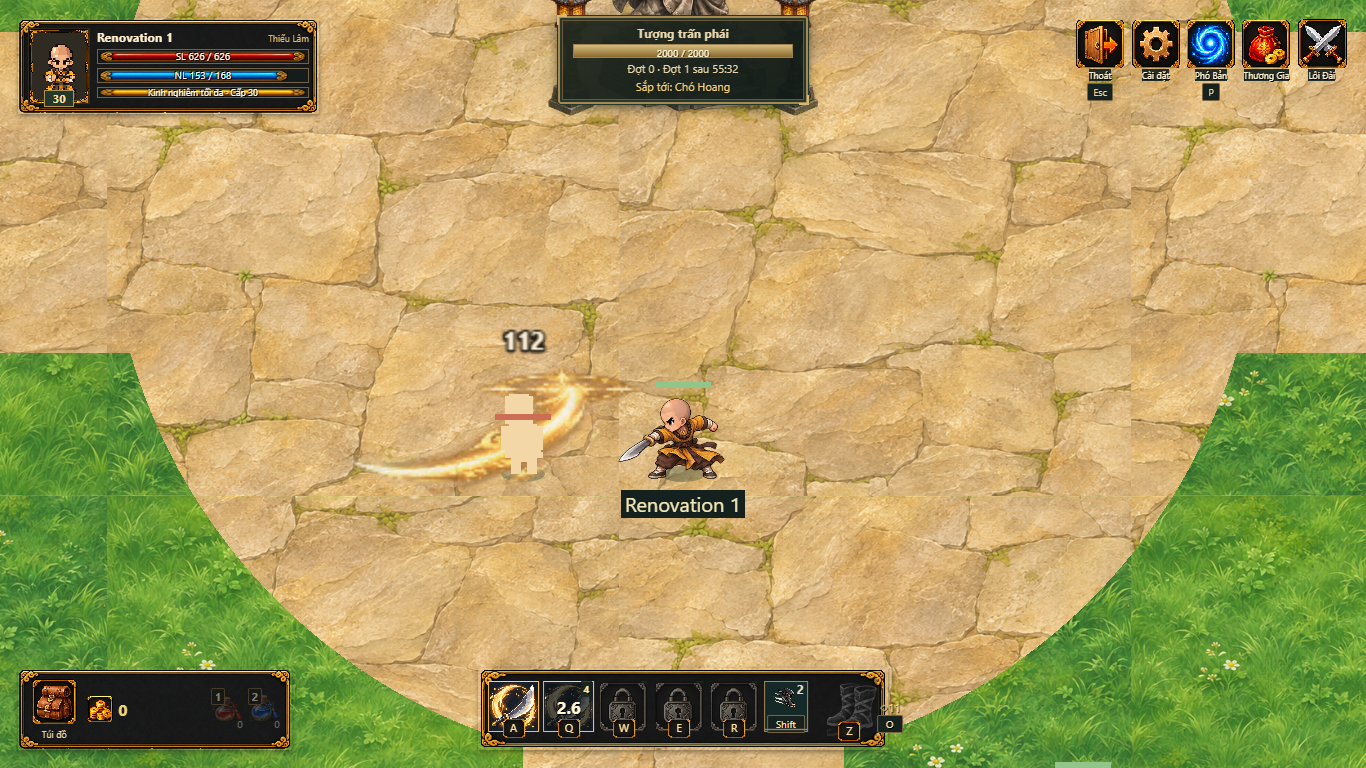 Renovation 1
Thiếu Lâm
SL 626 / 626
NL 153 / 168
Kinh nghiệm tối đa - Cấp 30
30
Tượng trấn phái
2000 / 2000
Đợt 0 · Đợt 1 sau 55:32
Sắp tới: Chó Hoang
Thoát
Esc
Cài đặt
Phó Bản
P
Thương Gia
Lôi Đài
112
Renovation 1
Túi đồ
0
1
0
2
0
A
4
2.6
Q
W
E
R
2
Shift
Z
O